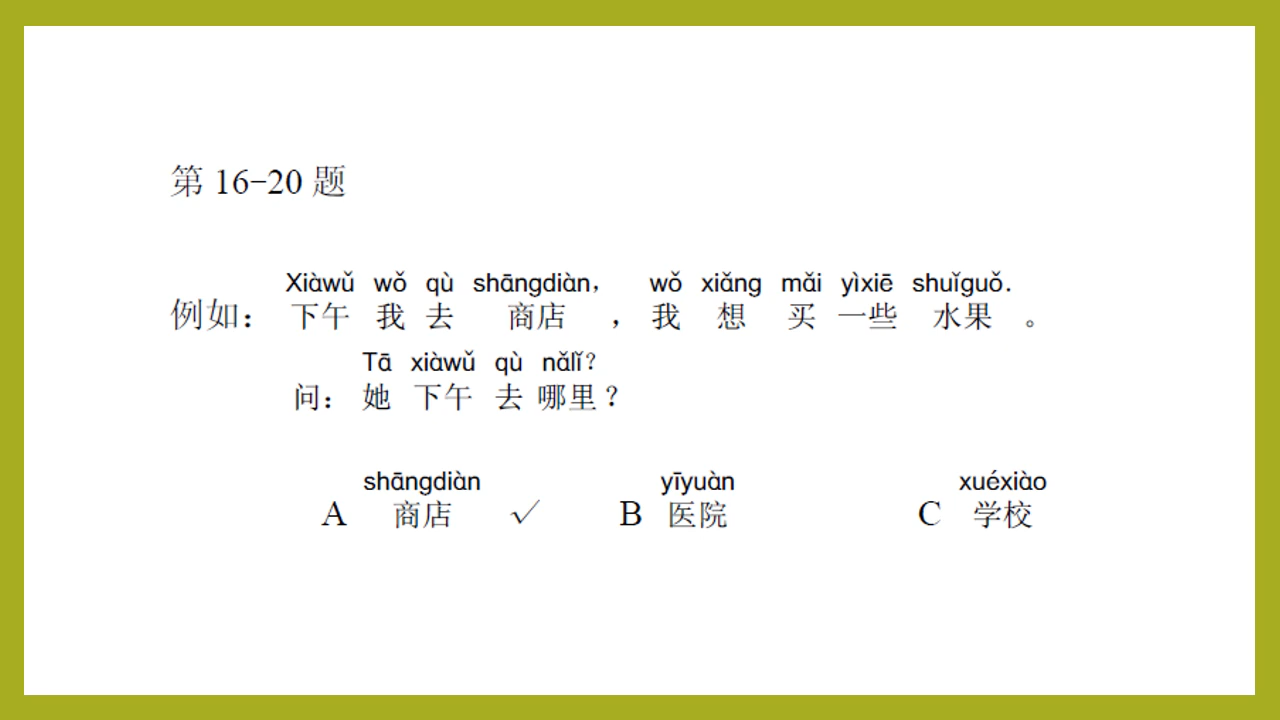 第 16-20 题
Xiàwǔ wǒ qù shāngdiàn, wǒ xiǎng mǎi yìxiē shuǐguǒ.
例如： 下午 我 去 商店 ， 我 想 买 一些 水果 。
Tā xiàwǔ qù nǎlǐ?
问： 她 下午 去 哪里？
shāngdiàn yīyuàn xuéxiào
A 商店 √ B 医院 C 学校